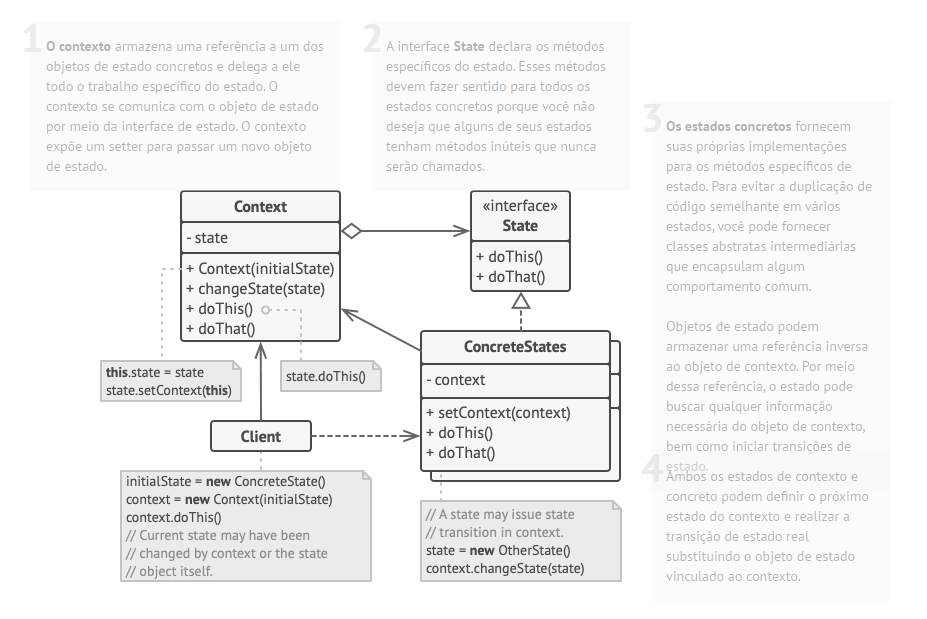 1
O contexto armazena uma referência a um dos
objetos de estado concretos e delega a ele
todo o trabalho específico do estado. O
contexto se comunica com o objeto de estado
por meio da interface de estado. O contexto
expõe um setter para passar um novo objeto
de estado.
2
A interface State declara os métodos
específicos do estado. Esses métodos
devem fazer sentido para todos os
estados concretos porque você não
deseja que alguns de seus estados
tenham métodos inúteis que nunca
serão chamados.
3
Os estados concretos fornecem
suas próprias implementações
para os métodos específicos de
estado. Para evitar a duplicação de
código semelhante em vários
estados, você pode fornecer
classes abstratas intermediárias
que encapsulam algum
comportamento comum.
Objetos de estado podem
armazenar uma referência inversa
ao objeto de contexto. Por meio
dessa referência, o estado pode
buscar qualquer informação
necessária do objeto de contexto,
bem como iniciar transições de
estado.
4
Ambos os estados de contexto e
concreto podem definir o próximo
estado do contexto e realizar a
transição de estado real
substituindo o objeto de estado
vinculado ao contexto.
Context
- state
+ Context(initialState)
+ changeState(state)
+ doThis()
+ doThat()
«interface»
State
+ doThis()
+ doThat()
this.state = state
state.setContext(this)
state.doThis()
ConcreteStates
- context
+ setContext(context)
+ doThis()
+ doThat()
Client
initialState = new ConcreteState()
context = new Context(initialState)
context.doThis()
// Current state may have been
// changed by context or the state
// object itself.
// A state may issue state
// transition in context.
state = new OtherState()
context.changeState(state)